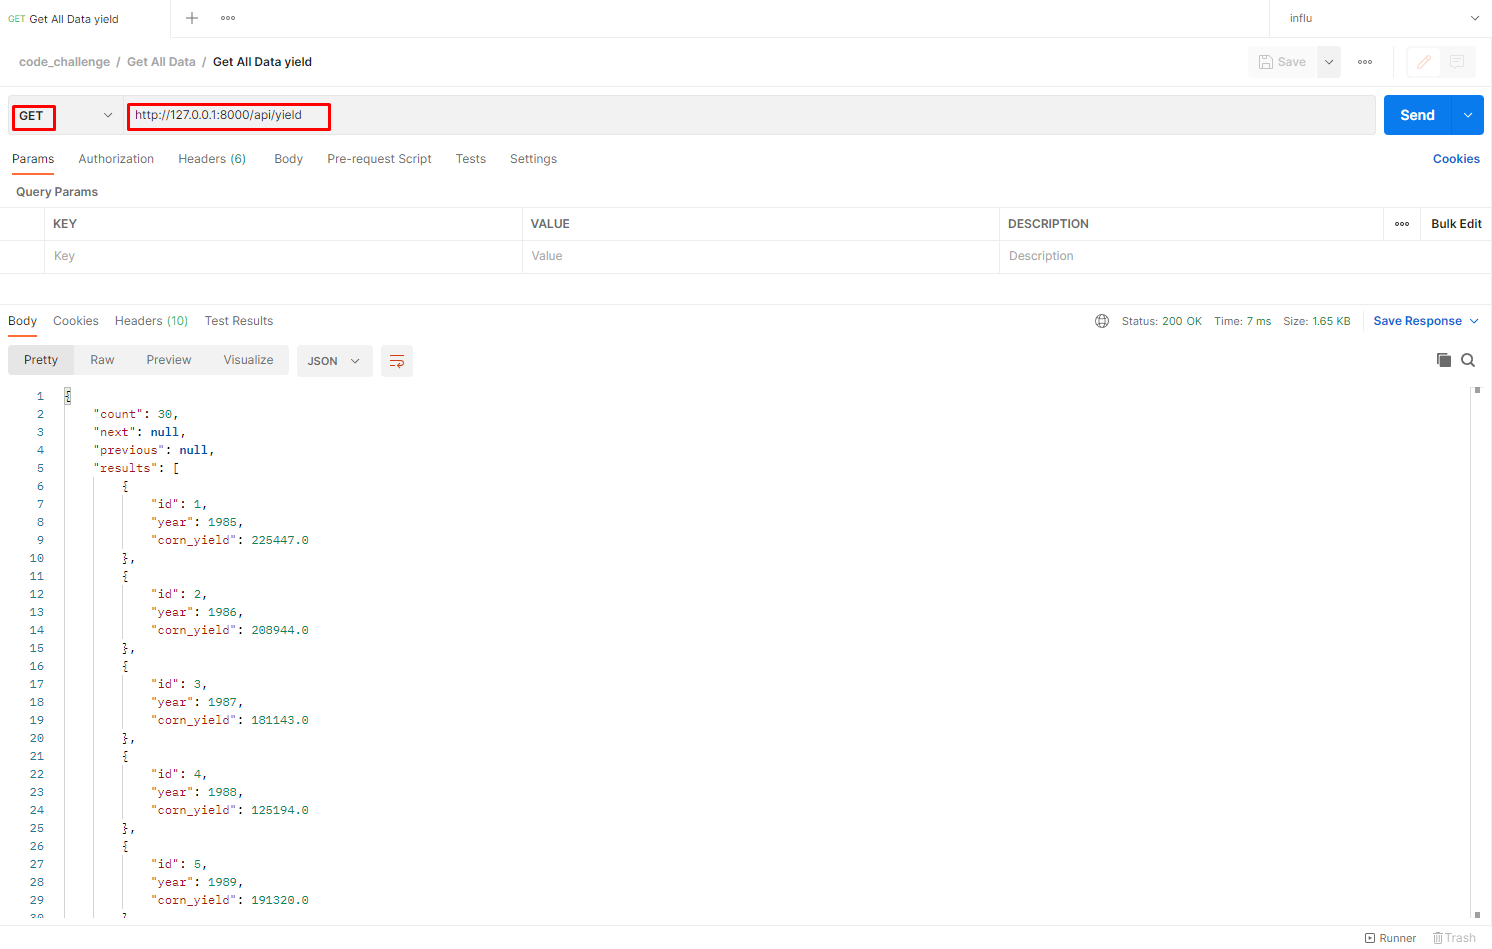 GET Get All Data yield
influ
code_challenge / Get All Data / Get All Data yield
Save
GET
http://127.0.0.1:8000/api/yield
Send
Params Authorization Headers (6) Body Pre-request Script Tests Settings
Cookies
Query Params
KEY VALUE DESCRIPTION Bulk Edit
Key Value Description
Body Cookies Headers (10) Test Results
Status: 200 OK Time: 7 ms Size: 1.65 KB Save Response
Pretty Raw Preview Visualize JSON
1 {
2 "count": 30,
3 "next": null,
4 "previous": null,
5 "results": [
6 {
7 "id": 1,
8 "year": 1985,
9 "corn_yield": 225447.0
10 },
11 {
12 "id": 2,
13 "year": 1986,
14 "corn_yield": 208944.0
15 },
16 {
17 "id": 3,
18 "year": 1987,
19 "corn_yield": 181143.0
20 },
21 {
22 "id": 4,
23 "year": 1988,
24 "corn_yield": 125194.0
25 },
26 {
27 "id": 5,
28 "year": 1989,
29 "corn_yield": 191320.0
30 }
Runner Trash